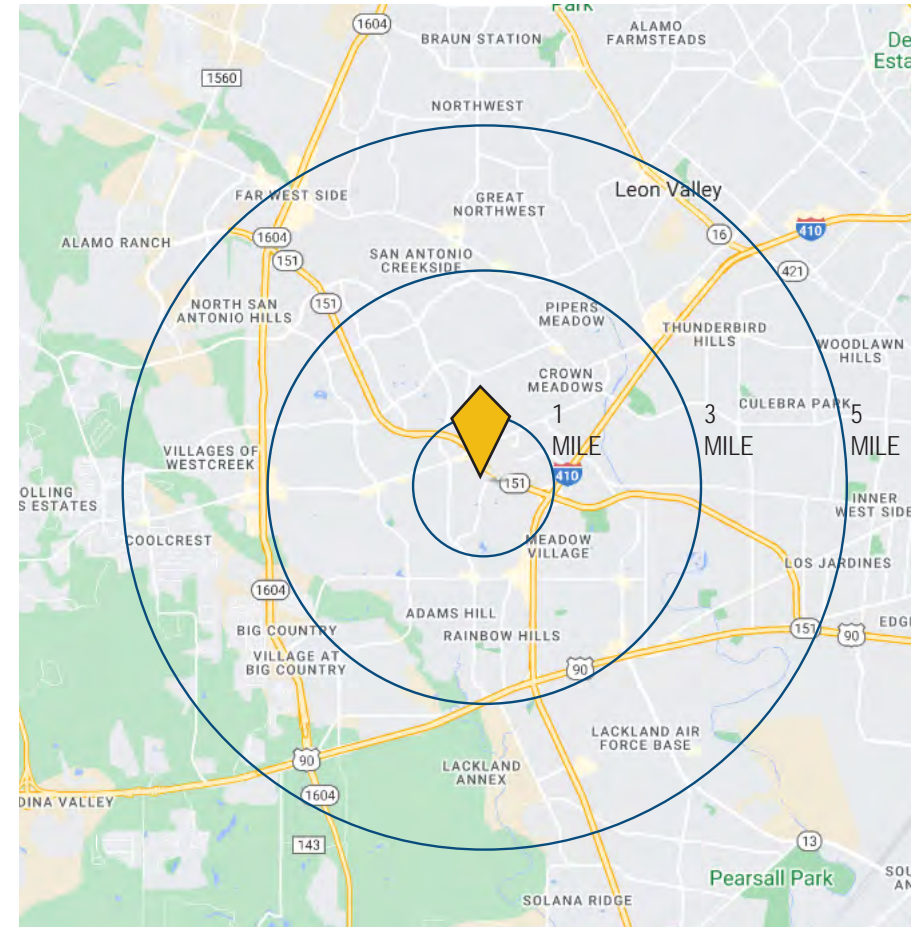 Park
1604
BRAUN STATION
ALAMO
FARMSTEADS
De
Esta
1560
NORTHWEST
FAR WEST SIDE
GREAT
NORTHWEST
Leon Valley
16
410
ALAMO RANCH
1604
151
SAN ANTONIO
CREEKSIDE
421
NORTH SAN
ANTONIO HILLS
151
PIPERS
MEADOW
THUNDERBIRD
HILLS
WOODLAWN
HILLS
CROWN
MEADOWS
1
MILE
3
MILE
CULEBRA PARK
5
MILE
VILLAGES OF
WESTCREEK
410
151
OLLING
S ESTATES
INNER
WEST SIDE
COOLCREST
MEADOW
VILLAGE
LOS JARDINES
1604
ADAMS HILL
BIG COUNTRY
RAINBOW HILLS
151
90
EDG
VILLAGE AT
BIG COUNTRY
90
LACKLAND AIR
FORCE BASE
90
LACKLAND
ANNEX
DINA VALLEY
1604
143
13
Pearsall Park
SOU
AN
SOLANA RIDGE